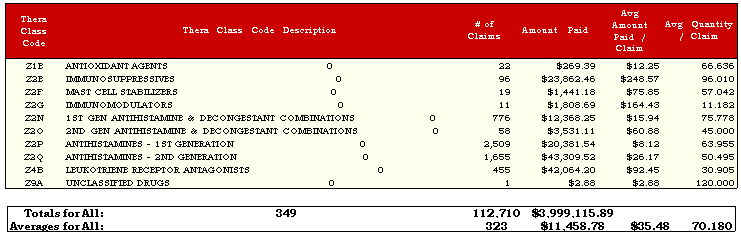 Thera Class Code Thera Class Code Description # of Claims Amount Paid Avg Amount Paid / Claim Avg Quantity / Claim
Z1E ANTIOXIDANT AGENTS 0 22 $269.39 $12.25 66.636
Z2E IMMUNOSUPPRESSIVES 0 96 $23,862.46 $248.57 96.010
Z2F MAST CELL STABILIZERS 0 19 $1,441.18 $75.85 57.042
Z2G IMMUNOMODULATORS 0 11 $1,808.69 $164.43 11.182
Z2N 1ST GEN ANTIHISTAMINE & DECONGESTANT COMBINATIONS 0 776 $12,368.25 $15.94 75.778
Z2O 2ND GEN ANTIHISTAMINE & DECONGESTANT COMBINATIONS 0 58 $3,531.11 $60.88 45.000
Z2P ANTIHISTAMINES - 1ST GENERATION 0 2,509 $20,381.54 $8.12 63.955
Z2Q ANTIHISTAMINES - 2ND GENERATION 0 1,655 $43,309.52 $26.17 50.495
Z4B LEUKOTRIENE RECEPTOR ANTAGONISTS 0 455 $42,064.20 $92.45 30.905
Z9A UNCLASSIFIED DRUGS 0 1 $2.88 $2.88 120.000
Totals for All: 349 112,710 $3,999,115.89
Averages for All: 323 $11,458.78 $35.48 70.180